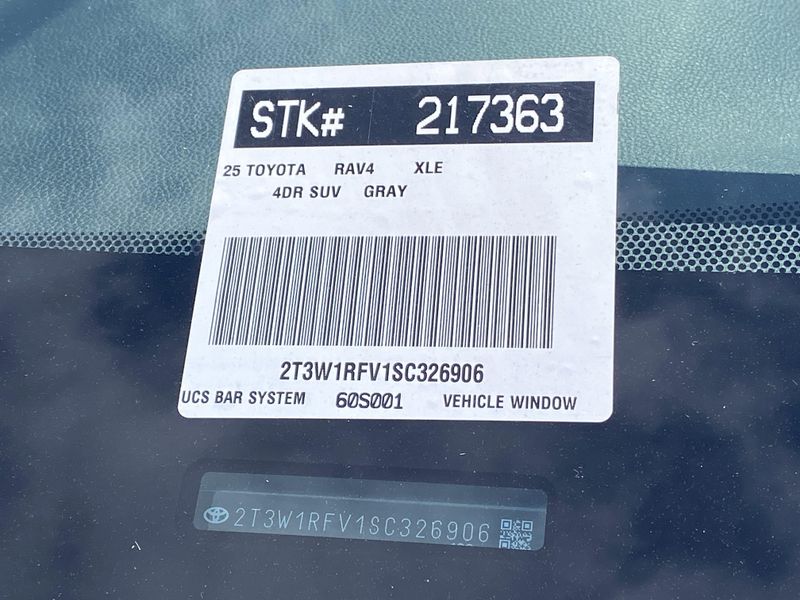 STK# 217363
25 TOYOTA RAV4 XLE
4DR SUV GRAY
2T3W1RFV1SC326906
UCS BAR SYSTEM 60S001 VEHICLE WINDOW
2T3W1RFV1SC326906